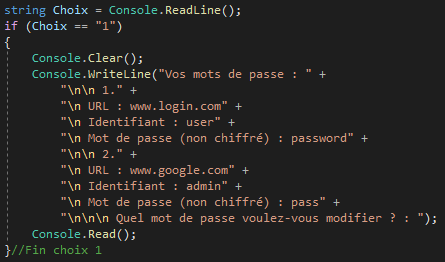 string Choix = Console.ReadLine();
if (Choix == "1")
{
    Console.Clear();
    Console.WriteLine("Vos mots de passe : " +
        "\n\n 1." +
        "\n URL : www.login.com" +
        "\n Identifiant : user" +
        "\n Mot de passe (non chiffré) : password" +
        "\n\n 2." +
        "\n URL : www.google.com" +
        "\n Identifiant : admin" +
        "\n Mot de passe (non chiffré) : pass" +
        "\n\n\n Quel mot de passe voulez-vous modifier ? : ");
    Console.Read();
}//Fin choix 1